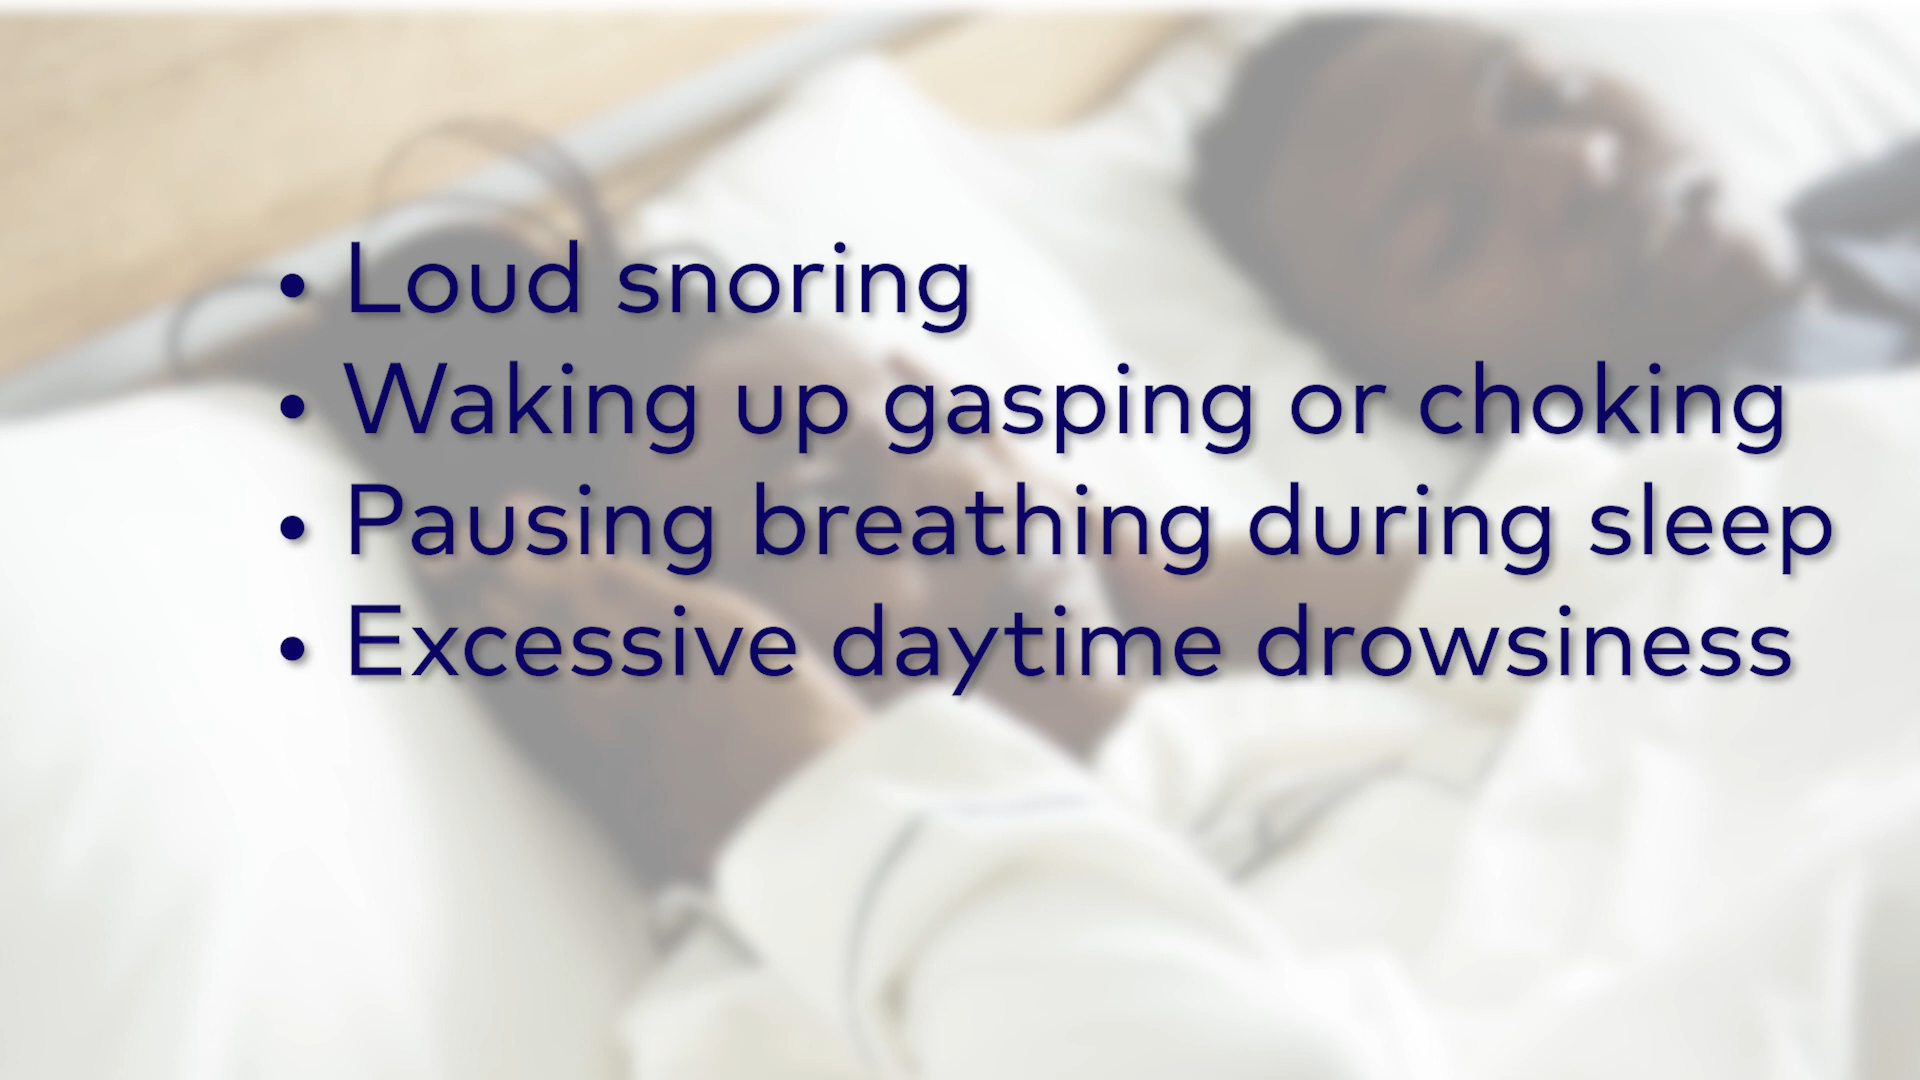 • Loud snoring
• Waking up gasping or choking
• Pausing breathing during sleep
• Excessive daytime drowsiness